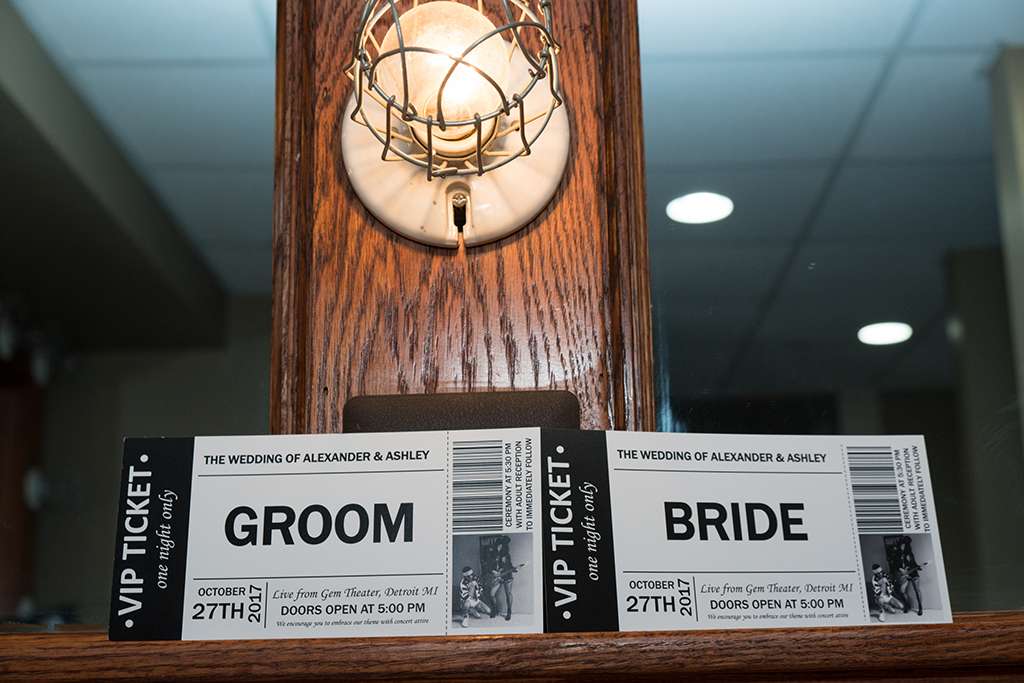 • VIP TICKET •
one night only
THE WEDDING OF ALEXANDER & ASHLEY
GROOM
OCTOBER
27TH
2017
Live from Gem Theater, Detroit MI
DOORS OPEN AT 5:00 PM
We encourage you to embrace our theme with concert attire
CEREMONY AT 5:30 PM
WITH ADULT RECEPTION
TO IMMEDIATELY FOLLOW
• VIP TICKET •
one night only
THE WEDDING OF ALEXANDER & ASHLEY
BRIDE
OCTOBER
27TH
2017
Live from Gem Theater, Detroit MI
DOORS OPEN AT 5:00 PM
We encourage you to embrace our theme with concert attire
CEREMONY AT 5:30 PM
WITH ADULT RECEPTION
TO IMMEDIATELY FOLLOW